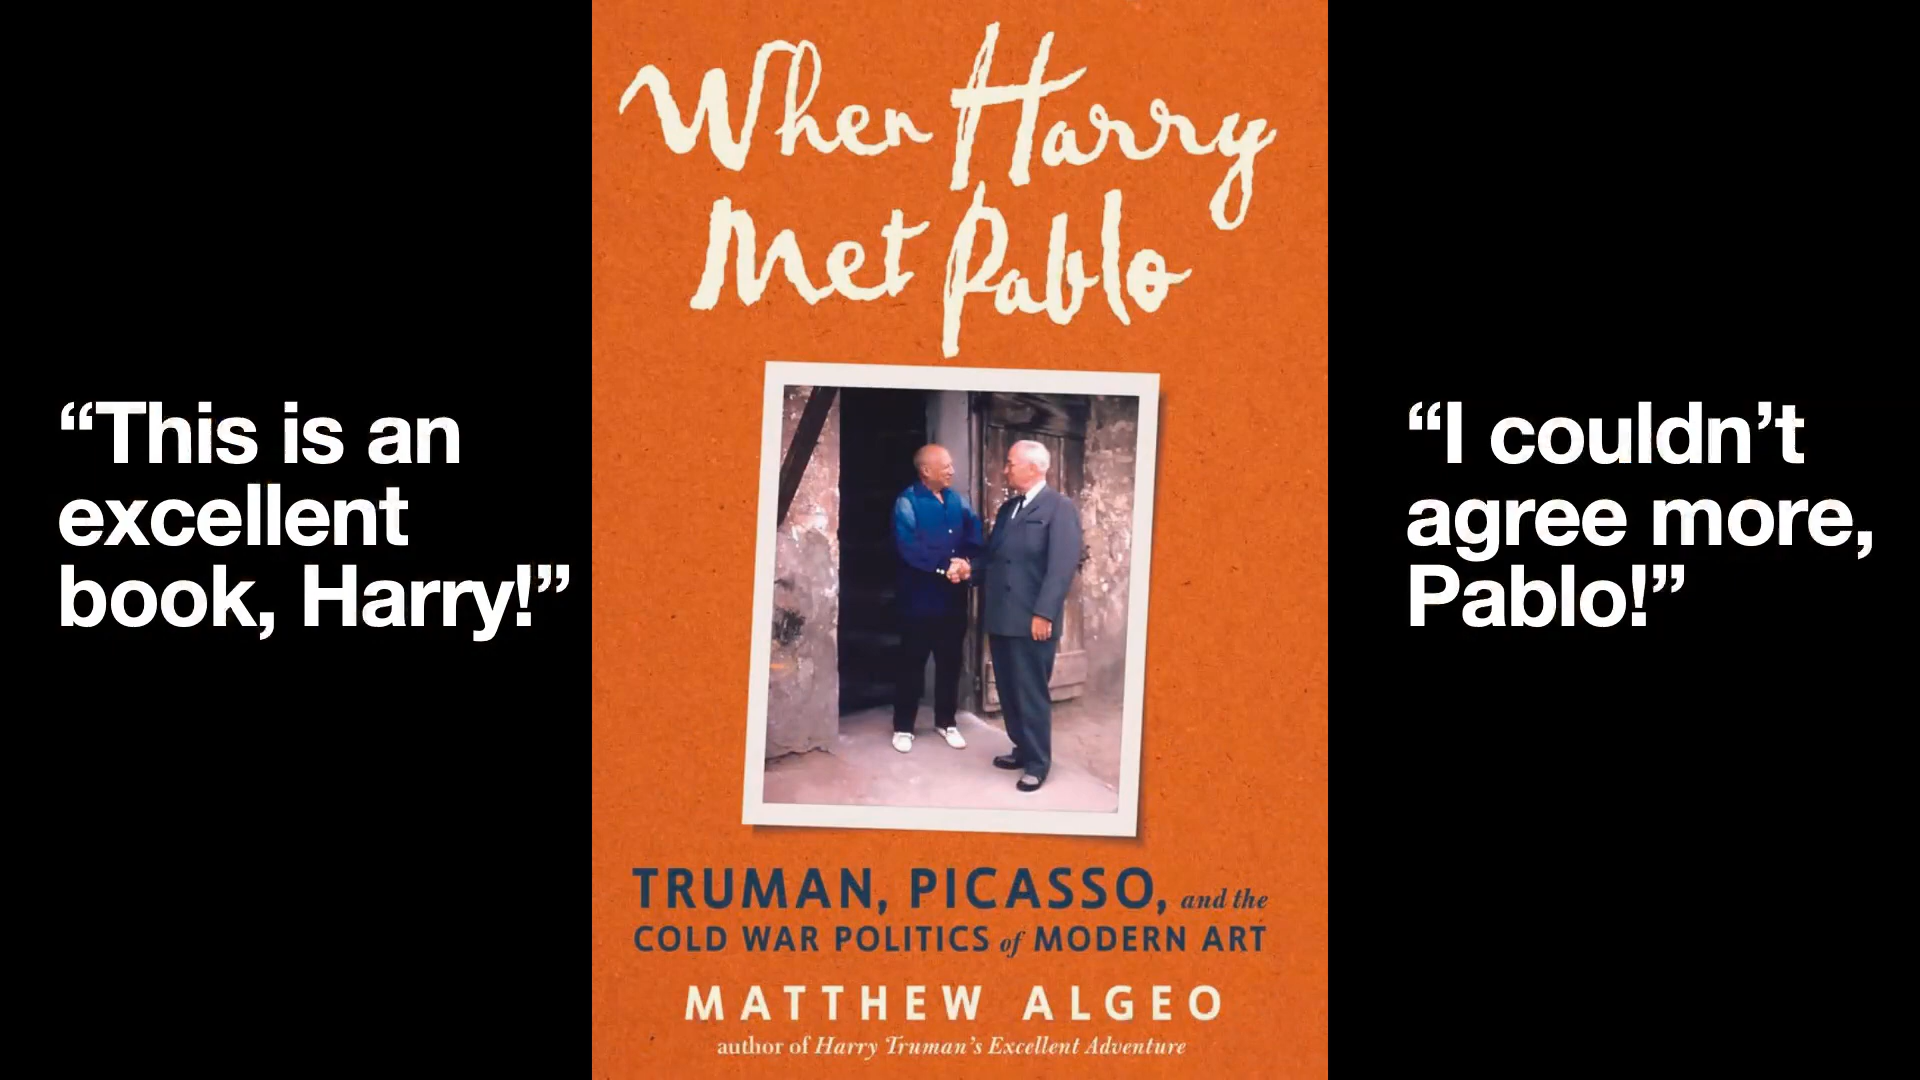 “This is an
excellent
book, Harry!”
When Harry
Met Pablo
TRUMAN, PICASSO, and the
COLD WAR POLITICS of MODERN ART
MATTHEW ALGEO
author of Harry Truman’s Excellent Adventure
“I couldn’t
agree more,
Pablo!”